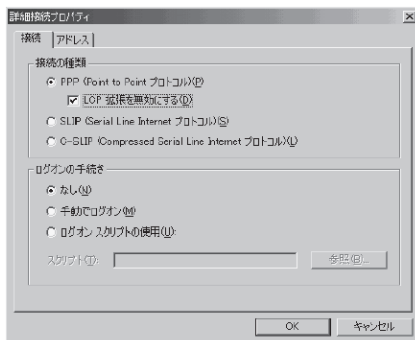 詳細接続プロパティ
接続 アドレス
接続の種類
PPP (Point to Point プロトコル)(P)
LCP 拡張を無効にする(D)
SLIP (Serial Line Internet プロトコル)(S)
C-SLIP (Compressed Serial Line Internet プロトコル)(L)
ログオンの手続き
なし(N)
手動でログオン(M)
ログオン スクリプトの使用(U):
スクリプト(T): 参照(B)...
OK キャンセル